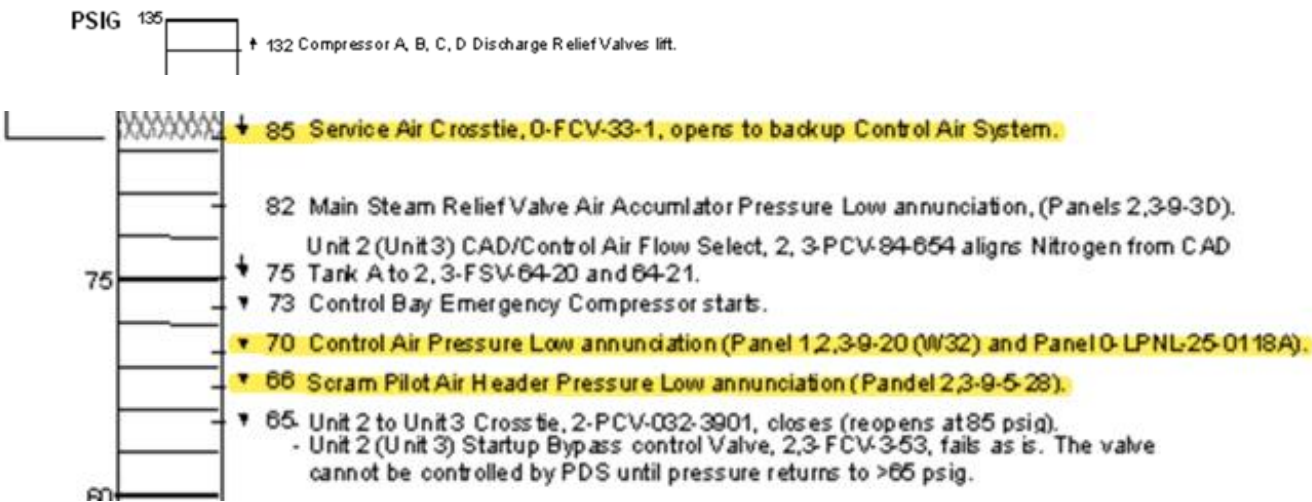 PSIG 135
132 Compressor A, B, C, D Discharge Relief Valves lift.
85 Service Air Crosstie, 0-FCV-33-1, opens to backup Control Air System.
82 Main Steam Relief Valve Air Accumlator Pressure Low annunciation, (Panels 2,3-9-3D).
Unit 2 (Unit 3) CAD/Control Air Flow Select, 2, 3-PCV-84-654 aligns Nitrogen from CAD
75 75 Tank A to 2, 3-FSV-64-20 and 64-21.
73 Control Bay Emergency Compressor starts.
70 Control Air Pressure Low annunciation (Panel 1,2,3-9-20 (W32) and Panel 0-LPNL-25-0118A).
66 Scram Pilot Air Header Pressure Low annunciation (Pandel 2,3-9-5-28).
65- Unit 2 to Unit 3 Crosstie, 2-PCV-032-3901, closes (reopens at 85 psig).
- Unit 2 (Unit 3) Startup Bypass control Valve, 2,3-FCV-3-53, fails as is. The valve
cannot be controlled by PDS until pressure returns to >65 psig.
60